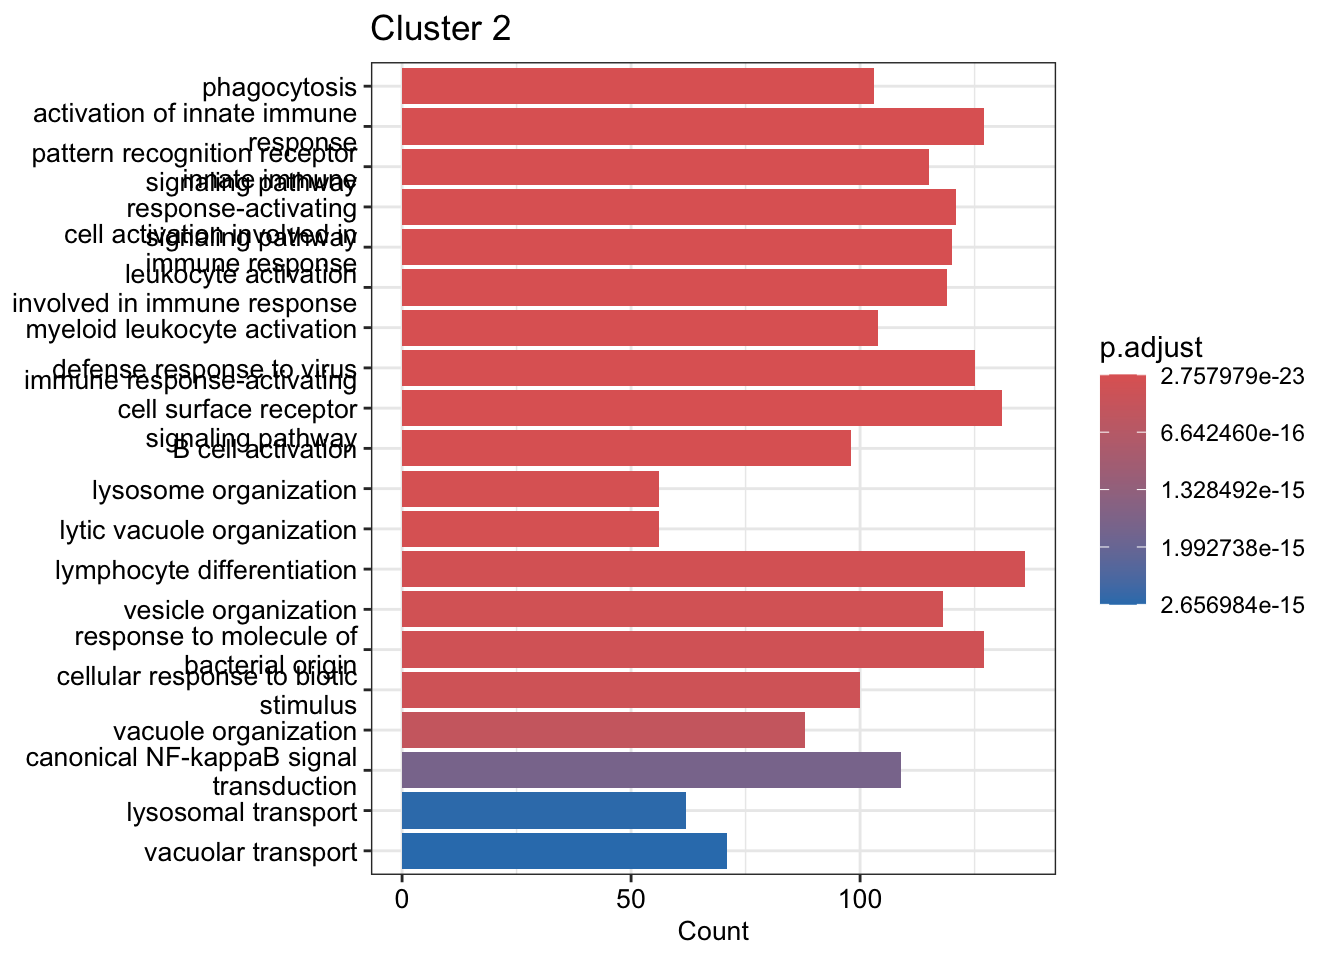 Cluster 2
phagocytosis
activation of innate immune
response
pattern recognition receptor
signaling pathway
innate immune
response-activating
signaling pathway
cell activation involved in
immune response
leukocyte activation
involved in immune response
myeloid leukocyte activation
defense response to virus
immune response-activating
cell surface receptor
signaling pathway
B cell activation
lysosome organization
lytic vacuole organization
lymphocyte differentiation
vesicle organization
response to molecule of
bacterial origin
cellular response to biotic
stimulus
vacuole organization
canonical NF-kappaB signal
transduction
lysosomal transport
vacuolar transport
0 50 100
Count
p.adjust
2.757979e-23
6.642460e-16
1.328492e-15
1.992738e-15
2.656984e-15